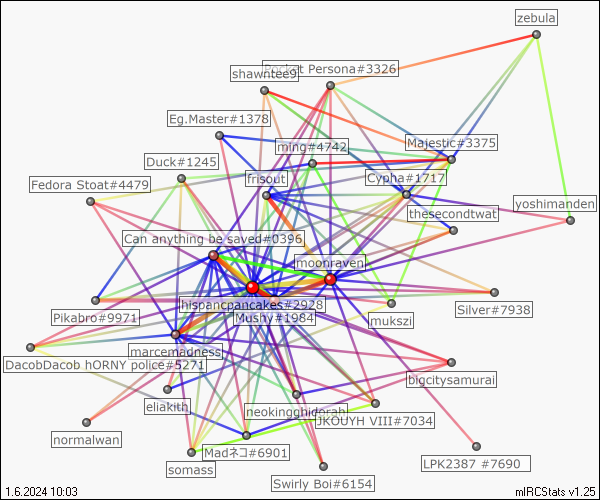 zebula
Pocket Persona#3326
shawntee9
Eg.Master#1378
ming#4742
Majestic#3375
Duck#1245
frisout
Cypha#1717
Fedora Stoat#4479
thesecondtwat
yoshimanden
Can anything be saved#0396
moonraven
hispancpancakes#2928
Silver#7938
Pikabro#9971
Mushy#1984
mukszi
marcemadness
DacobDacob hORNY police#5271
bigcitysamurai
eliakith
neokingghidorah
JKOUYH VIII#7034
normalwan
Madネコ#6901
LPK2387 #7690
somass
Swirly Boi#6154
1.6.2024 10:03
mIRCStats v1.25